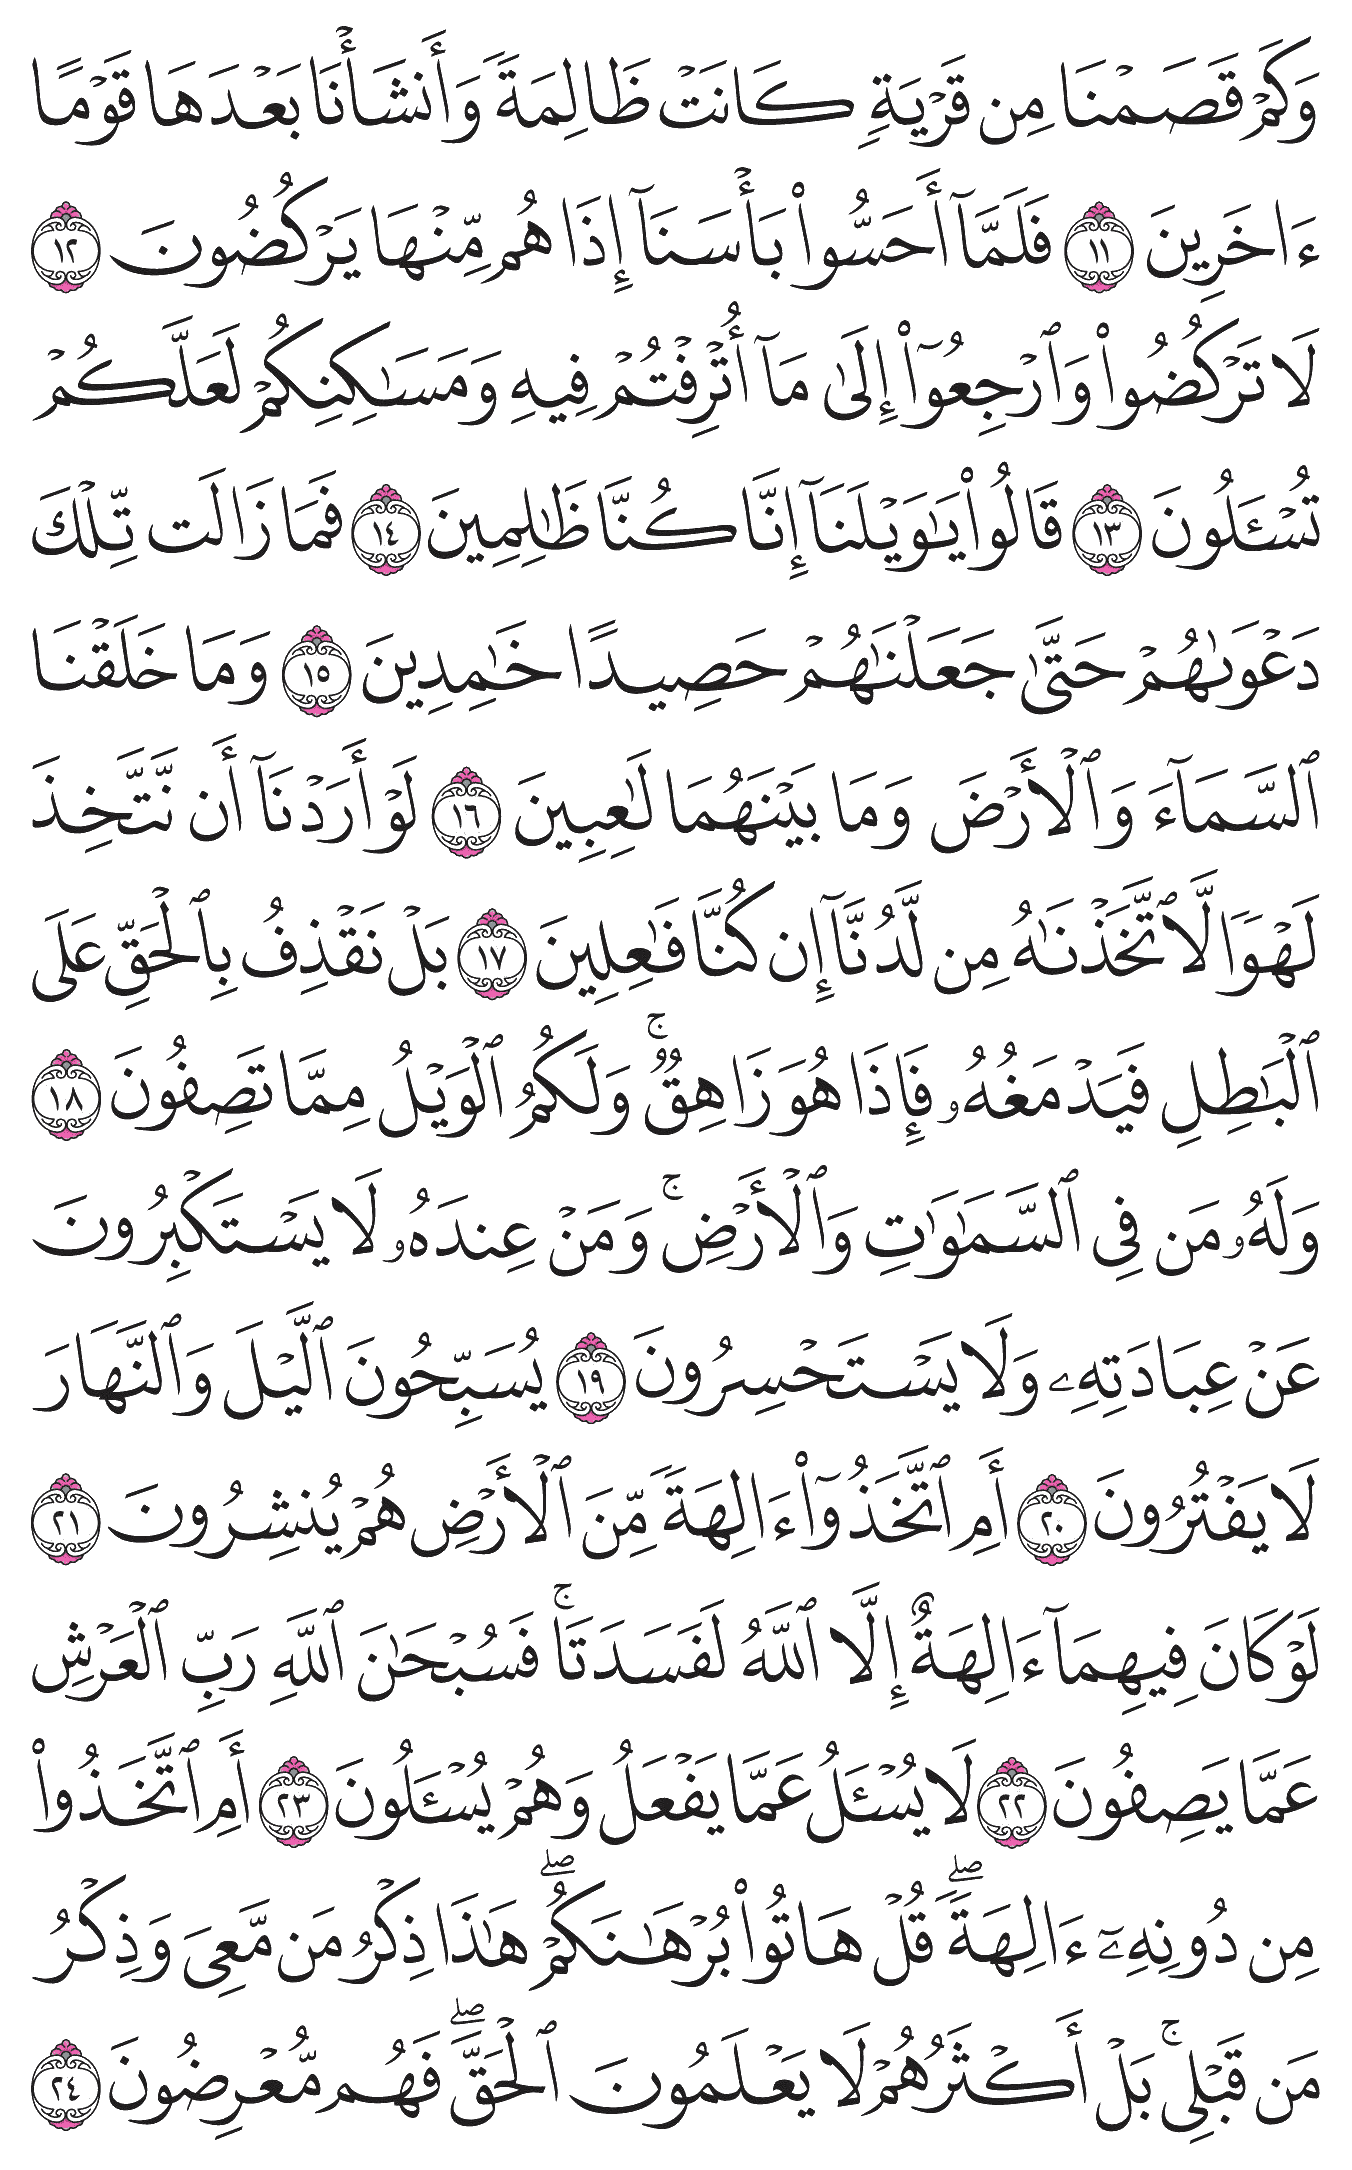 وَكَمۡ قَصَمۡنَا مِن قَرۡيَةٖ كَانَتۡ ظَالِمَةٗ وَأَنشَأۡنَا بَعۡدَهَا قَوۡمًا
ءَاخَرِينَ ١١ فَلَمَّآ أَحَسُّواْ بَأۡسَنَآ إِذَا هُم مِّنۡهَا يَرۡكُضُونَ ١٢
لَا تَرۡكُضُواْ وَٱرۡجِعُوٓاْ إِلَىٰ مَآ أُتۡرِفۡتُمۡ فِيهِ وَمَسَٰكِنِكُمۡ لَعَلَّكُمۡ
تُسۡـَٔلُونَ ١٣ قَالُواْ يَٰوَيۡلَنَآ إِنَّا كُنَّا ظَٰلِمِينَ ١٤ فَمَا زَالَت تِّلۡكَ
دَعۡوَىٰهُمۡ حَتَّىٰ جَعَلۡنَٰهُمۡ حَصِيدًا خَٰمِدِينَ ١٥ وَمَا خَلَقۡنَا
ٱلسَّمَآءَ وَٱلۡأَرۡضَ وَمَا بَيۡنَهُمَا لَٰعِبِينَ ١٦ لَوۡ أَرَدۡنَآ أَن نَّتَّخِذَ
لَهۡوٗا لَّٱتَّخَذۡنَٰهُ مِن لَّدُنَّآ إِن كُنَّا فَٰعِلِينَ ١٧ بَلۡ نَقۡذِفُ بِٱلۡحَقِّ عَلَى
ٱلۡبَٰطِلِ فَيَدۡمَغُهُۥ فَإِذَا هُوَ زَاهِقٞۚ وَلَكُمُ ٱلۡوَيۡلُ مِمَّا تَصِفُونَ ١٨
وَلَهُۥ مَن فِي ٱلسَّمَٰوَٰتِ وَٱلۡأَرۡضِۚ وَمَنۡ عِندَهُۥ لَا يَسۡتَكۡبِرُونَ
عَنۡ عِبَادَتِهِۦ وَلَا يَسۡتَحۡسِرُونَ ١٩ يُسَبِّحُونَ ٱلَّيۡلَ وَٱلنَّهَارَ
لَا يَفۡتُرُونَ ٢٠ أَمِ ٱتَّخَذُوٓاْ ءَالِهَةٗ مِّنَ ٱلۡأَرۡضِ هُمۡ يُنشِرُونَ ٢١
لَوۡ كَانَ فِيهِمَآ ءَالِهَةٌ إِلَّا ٱللَّهُ لَفَسَدَتَاۚ فَسُبۡحَٰنَ ٱللَّهِ رَبِّ ٱلۡعَرۡشِ
عَمَّا يَصِفُونَ ٢٢ لَا يُسۡـَٔلُ عَمَّا يَفۡعَلُ وَهُمۡ يُسۡـَٔلُونَ ٢٣ أَمِ ٱتَّخَذُواْ
مِن دُونِهِۦٓ ءَالِهَةٗۖ قُلۡ هَاتُواْ بُرۡهَٰنَكُمۡۖ هَٰذَا ذِكۡرُ مَن مَّعِيَ وَذِكۡرُ
مَن قَبۡلِيۚ بَلۡ أَكۡثَرُهُمۡ لَا يَعۡلَمُونَ ٱلۡحَقَّۖ فَهُم مُّعۡرِضُونَ ٢٤